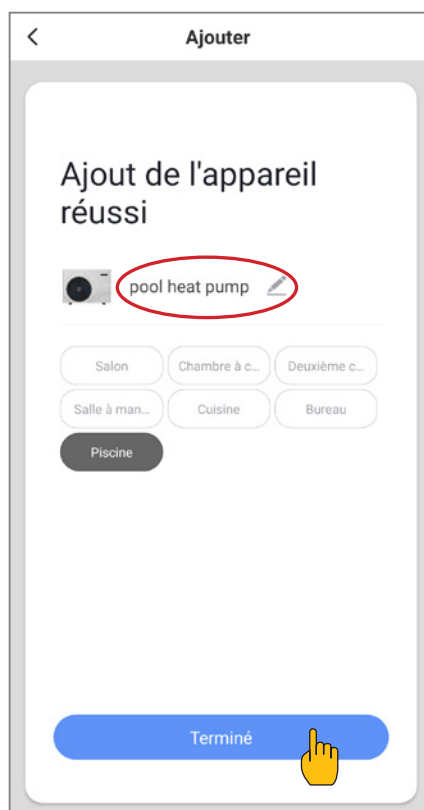 Ajouter
Ajout de l'appareil
réussi
pool heat pump
Salon Chambre à c... Deuxième c...
Salle à man... Cuisine Bureau
Piscine
Terminé